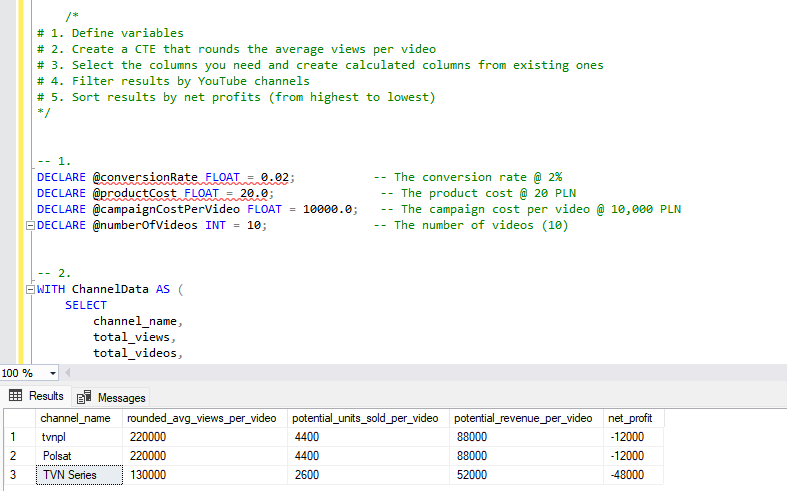 /*
# 1. Define variables
# 2. Create a CTE that rounds the average views per video
# 3. Select the columns you need and create calculated columns from existing ones
# 4. Filter results by YouTube channels
# 5. Sort results by net profits (from highest to lowest)
*/
-- 1.
DECLARE @conversionRate FLOAT = 0.02; -- The conversion rate @ 2%
DECLARE @productCost FLOAT = 20.0; -- The product cost @ 20 PLN
DECLARE @campaignCostPerVideo FLOAT = 10000.0; -- The campaign cost per video @ 10,000 PLN
DECLARE @numberOfVideos INT = 10; -- The number of videos (10)
-- 2.
WITH ChannelData AS (
SELECT
channel_name,
total_views,
total_videos,
100 %
Results Messages
channel_name rounded_avg_views_per_video potential_units_sold_per_video potential_revenue_per_video net_profit
1 tvnpl 220000 4400 88000 -12000
2 Polsat 220000 4400 88000 -12000
3 TVN Series 130000 2600 52000 -48000